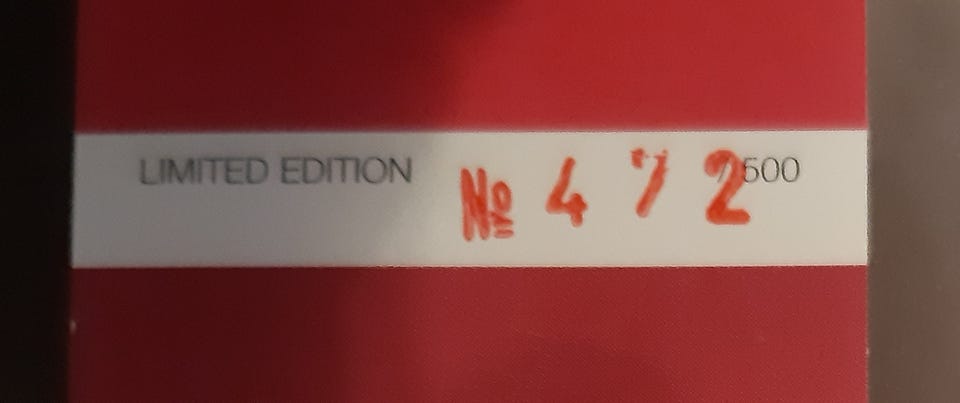 LIMITED EDITION № 472/500